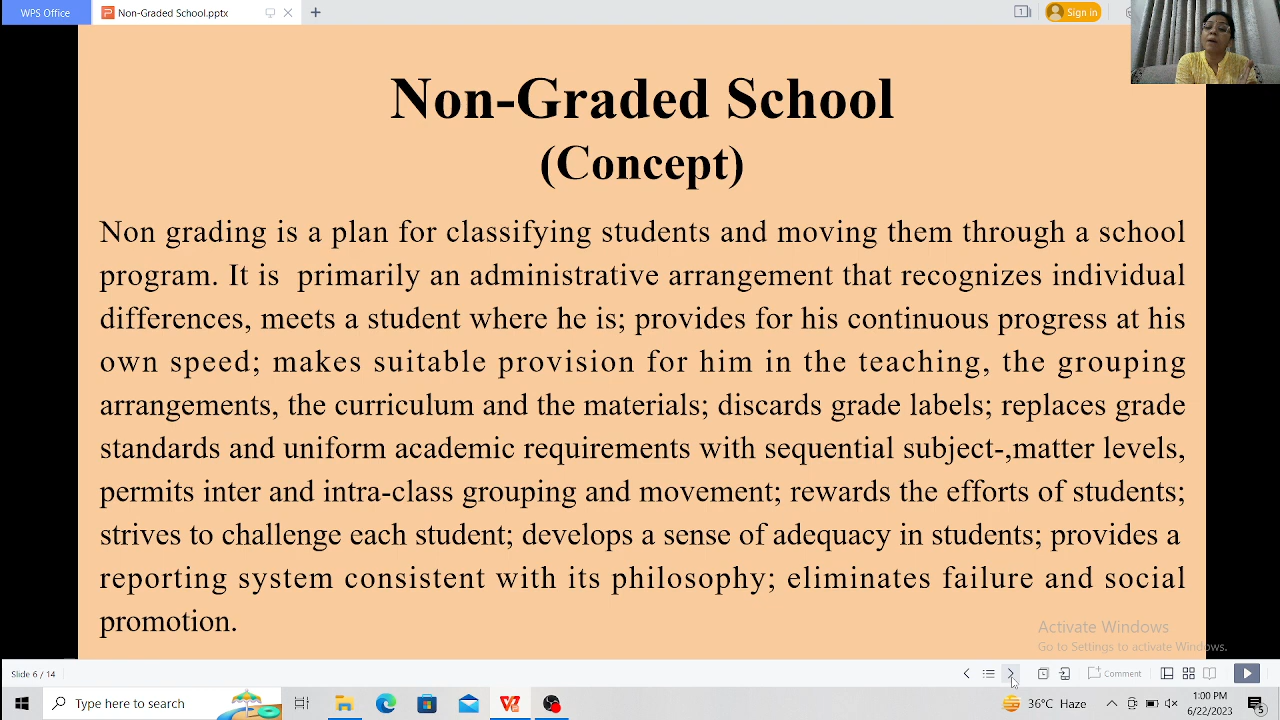 WPS Office
Non-Graded School.pptx
Sign in
Non-Graded School
(Concept)
Non grading is a plan for classifying students and moving them through a school
program. It is primarily an administrative arrangement that recognizes individual
differences, meets a student where he is; provides for his continuous progress at his
own speed; makes suitable provision for him in the teaching, the grouping
arrangements, the curriculum and the materials; discards grade labels; replaces grade
standards and uniform academic requirements with sequential subject-,matter levels,
permits inter and intra-class grouping and movement; rewards the efforts of students;
strives to challenge each student; develops a sense of adequacy in students; provides a
reporting system consistent with its philosophy; eliminates failure and social
promotion.
Activate Windows
Go to Settings to activate Windows.
Slide 6 / 14
Comment
Type here to search
36°C Haze
1:00 PM
6/22/2023
5